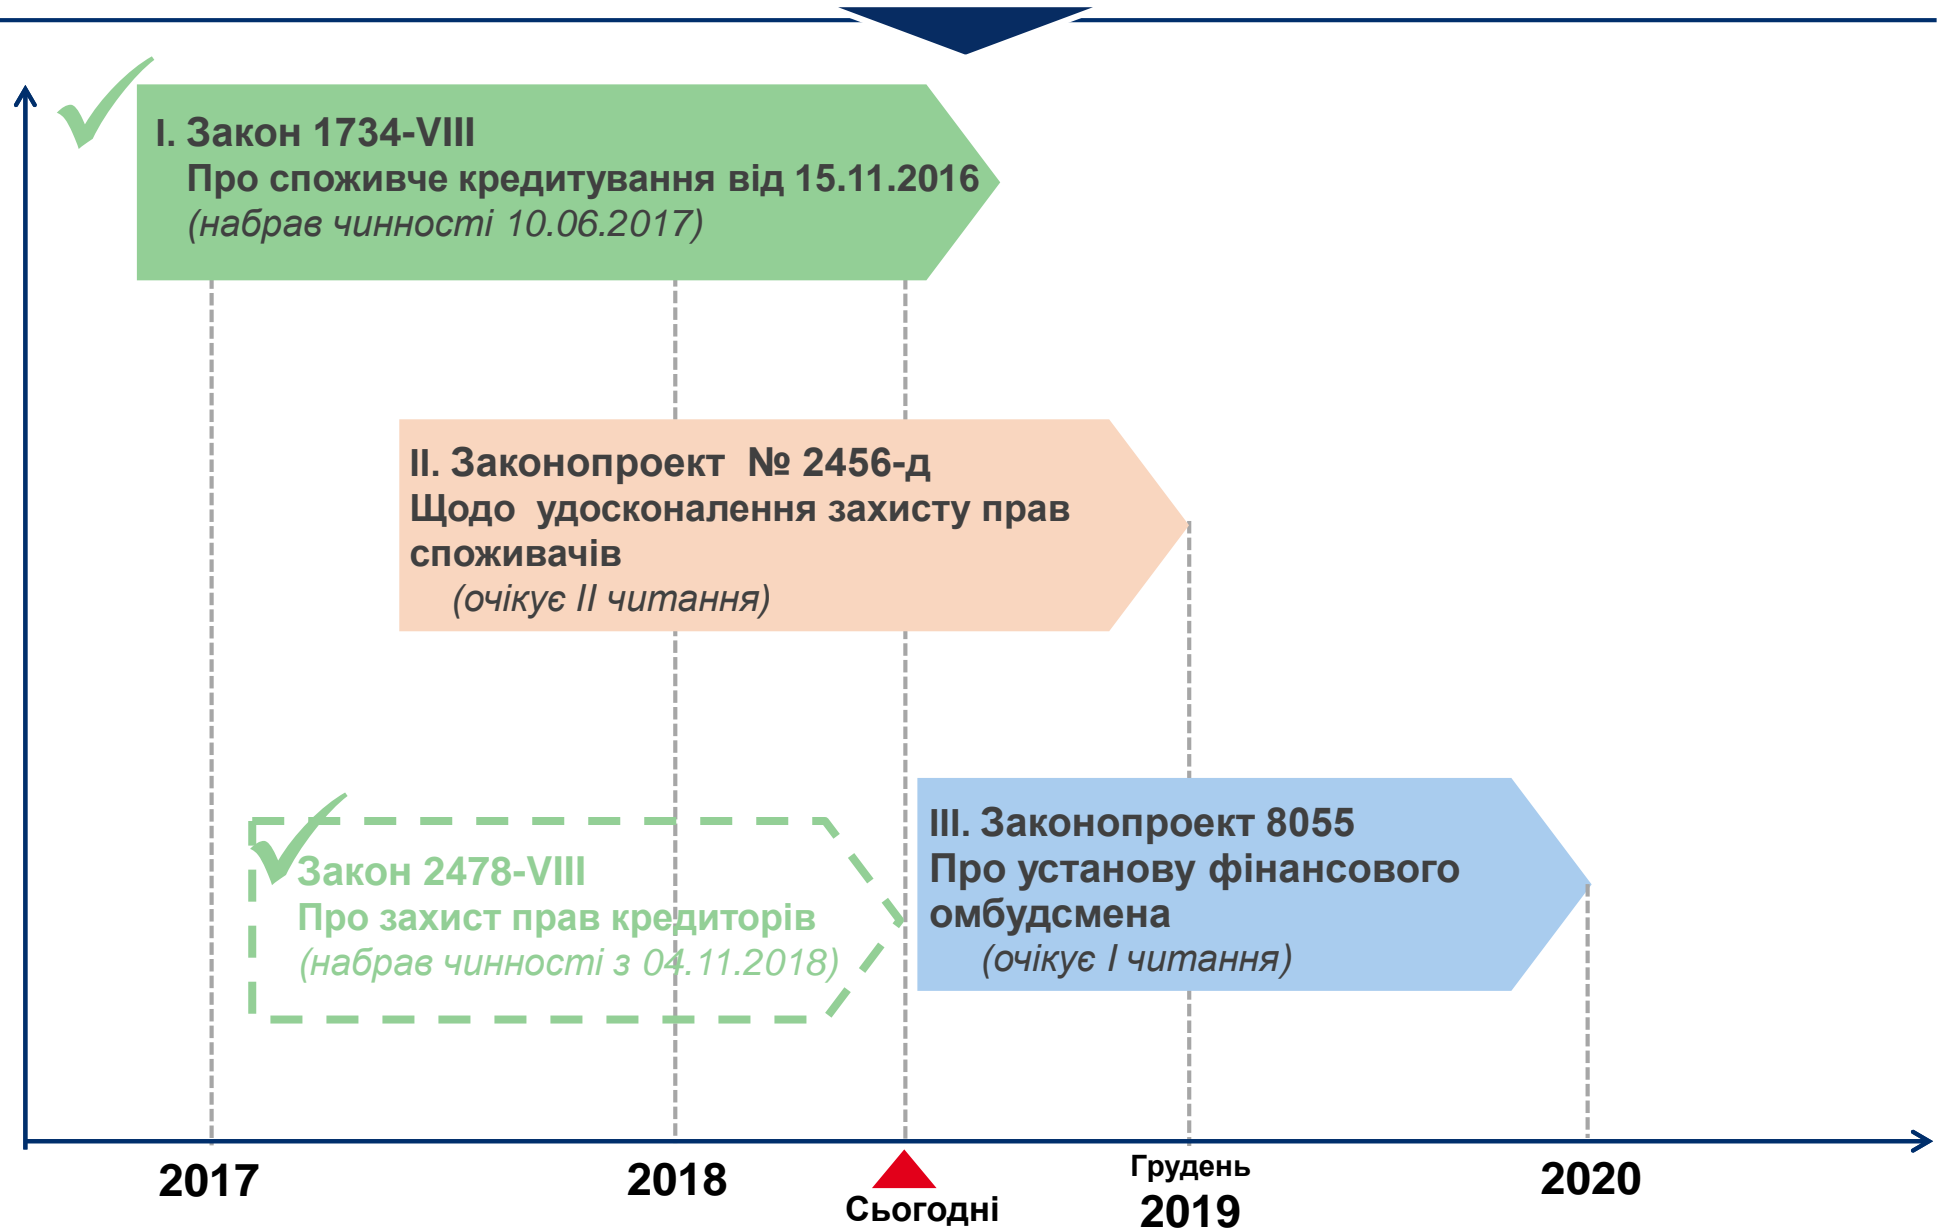 I. Закон 1734-VIII
Про споживче кредитування від 15.11.2016
(набрав чинності 10.06.2017)
II. Законопроект № 2456-д
Щодо удосконалення захисту прав
споживачів
(очікує II читання)
III. Законопроект 8055
Про установу фінансового
омбудсмена
(очікує I читання)
Закон 2478-VIII
Про захист прав кредиторів
(набрав чинності з 04.11.2018)
2017
2018
Сьогодні
Грудень
2019
2020